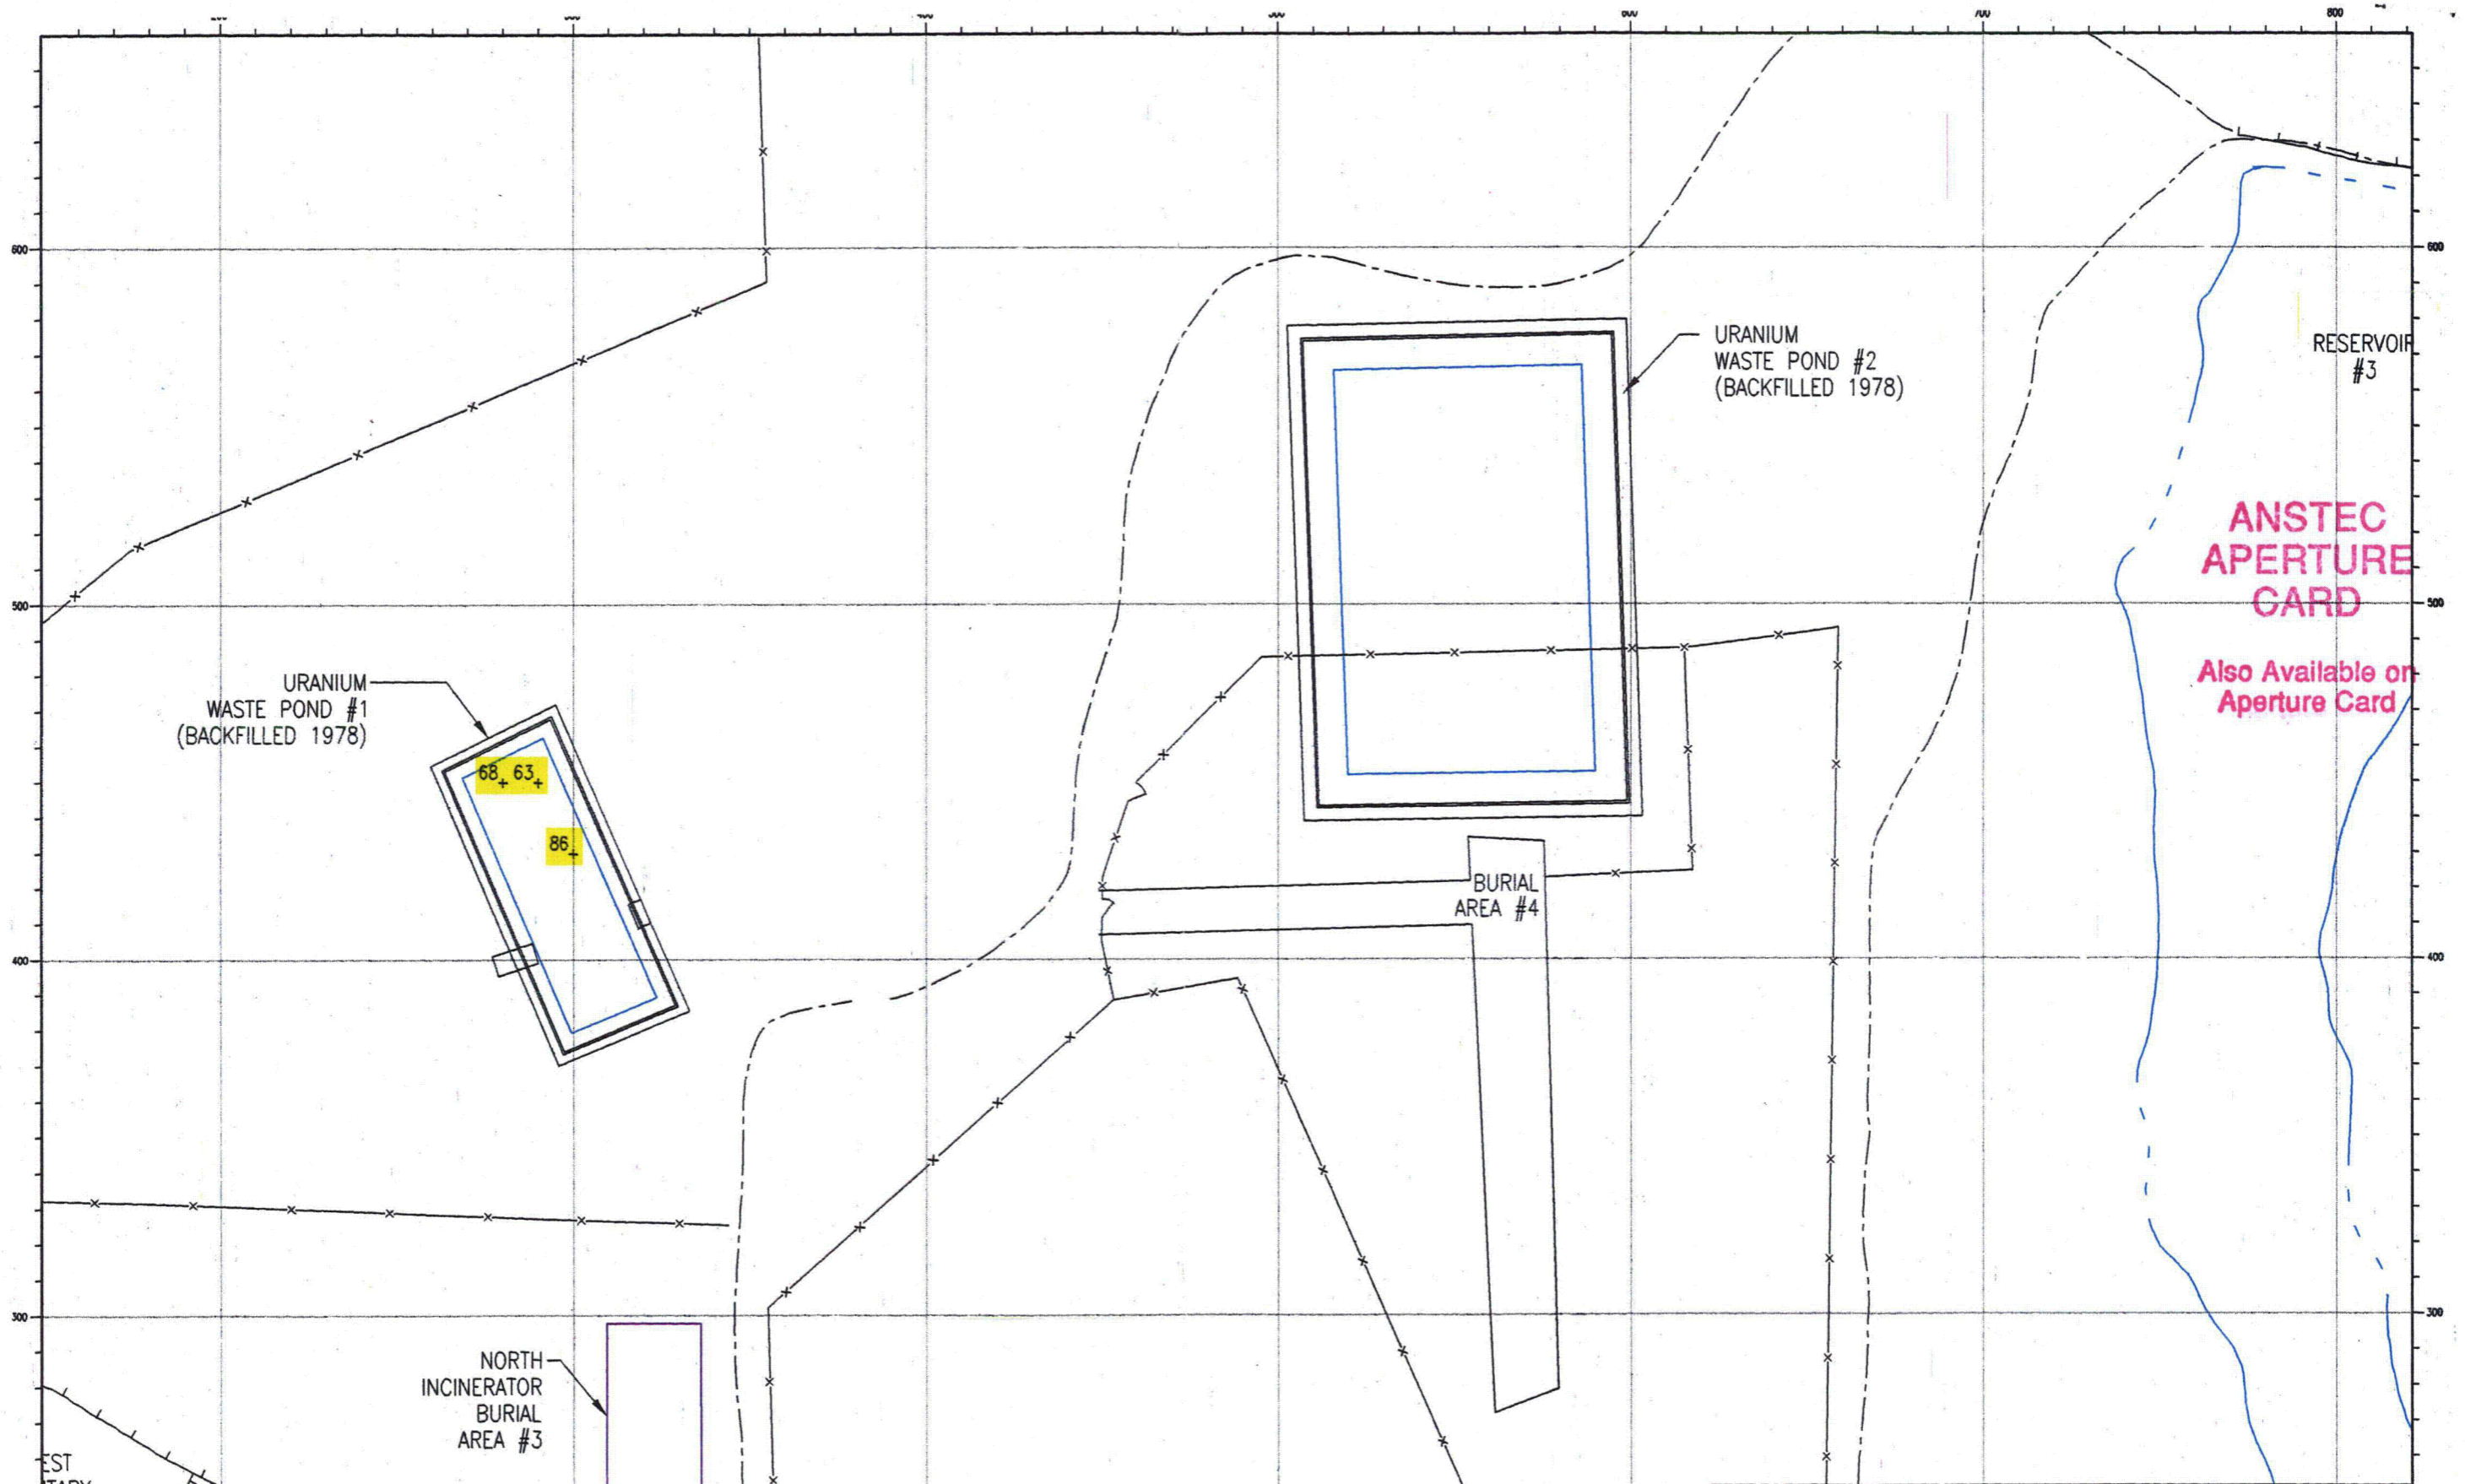 800
600
600
URANIUM
WASTE POND #2
(BACKFILLED 1978)
RESERVOIR
#3
ANSTEC
APERTURE
CARD
500
500
Also Available on
Aperture Card
URANIUM
WASTE POND #1
(BACKFILLED 1978)
68 63
86
BURIAL
AREA #4
400
400
300
300
NORTH
INCINERATOR
BURIAL
AREA #3